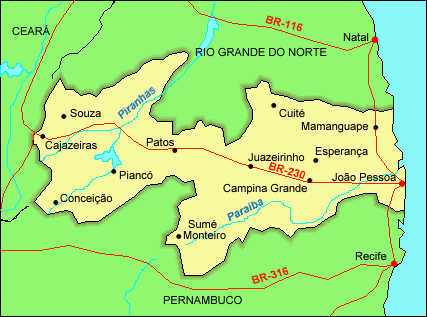 CEARÁ
BR-116
Natal
RIO GRANDE DO NORTE
Piranhas
Souza
Cuité
Mamanguape
Cajazeiras
Patos
Juazeirinho
Esperança
BR-230
Piancó
Campina Grande
João Pessoa
Conceição
Paraíba
Sumé
Monteiro
Recife
BR-316
PERNAMBUCO